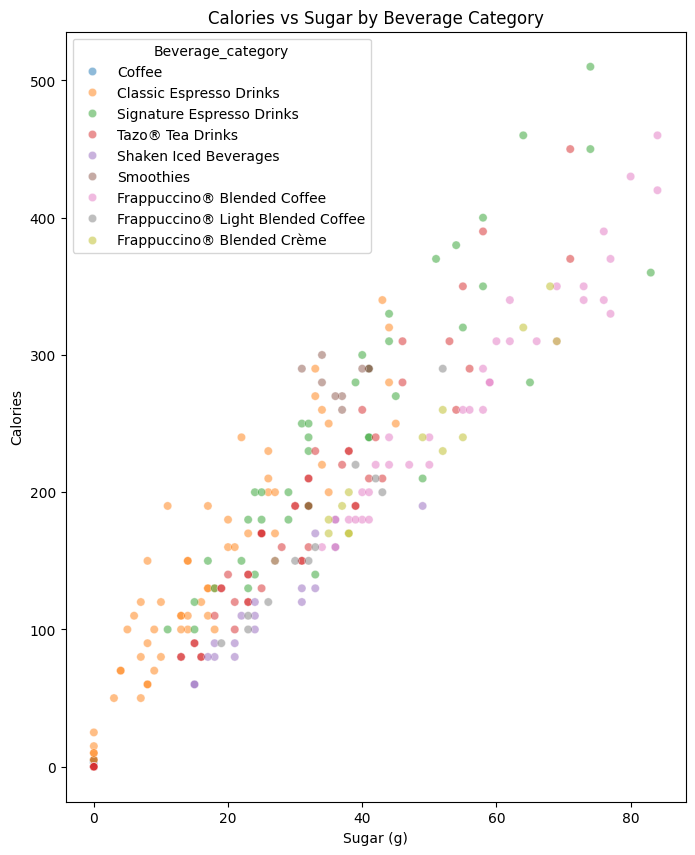 Calories vs Sugar by Beverage Category
Beverage_category
Coffee
Classic Espresso Drinks
Signature Espresso Drinks
Tazo® Tea Drinks
Shaken Iced Beverages
Smoothies
Frappuccino® Blended Coffee
Frappuccino® Light Blended Coffee
Frappuccino® Blended Crème
500
400
300
200
100
0
Calories
0 20 40 60 80
Sugar (g)